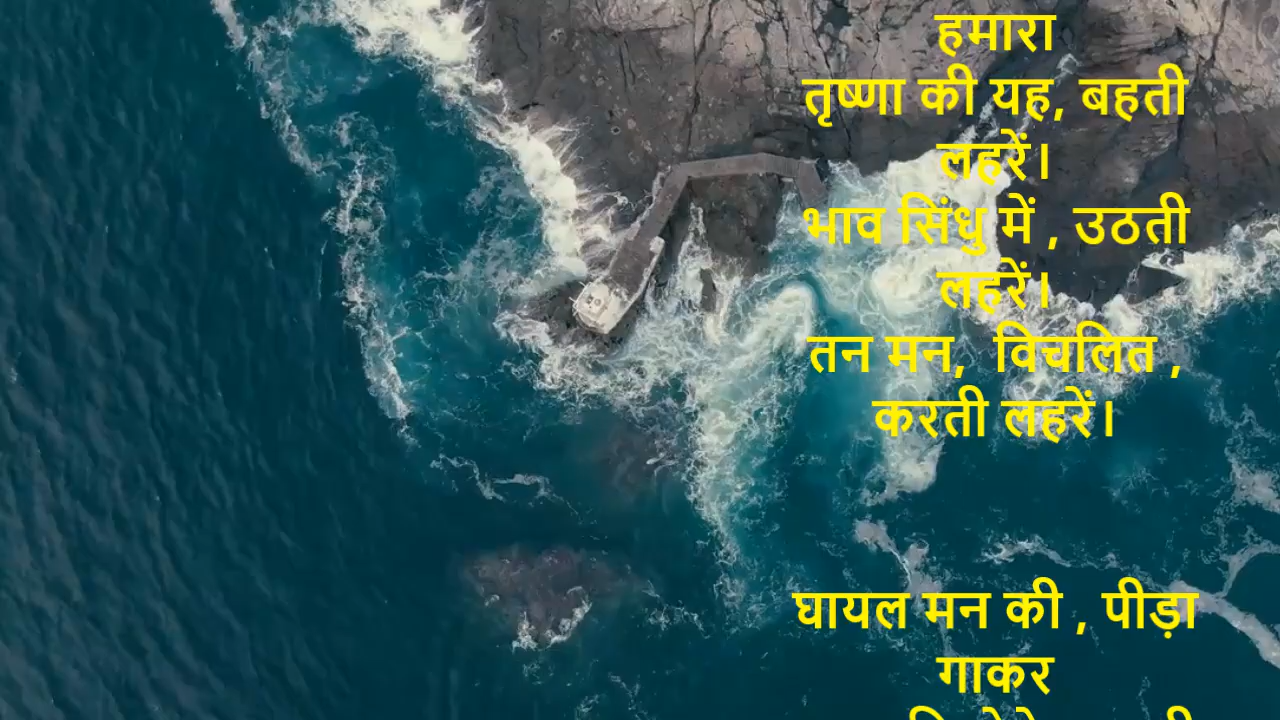 हमारा
तृष्णा की यह, बहती
लहरें।
भाव सिंधु में , उठती
लहरें।
तन मन,  विचलित ,
करती लहरें।
घायल मन की , पीड़ा
गाकर